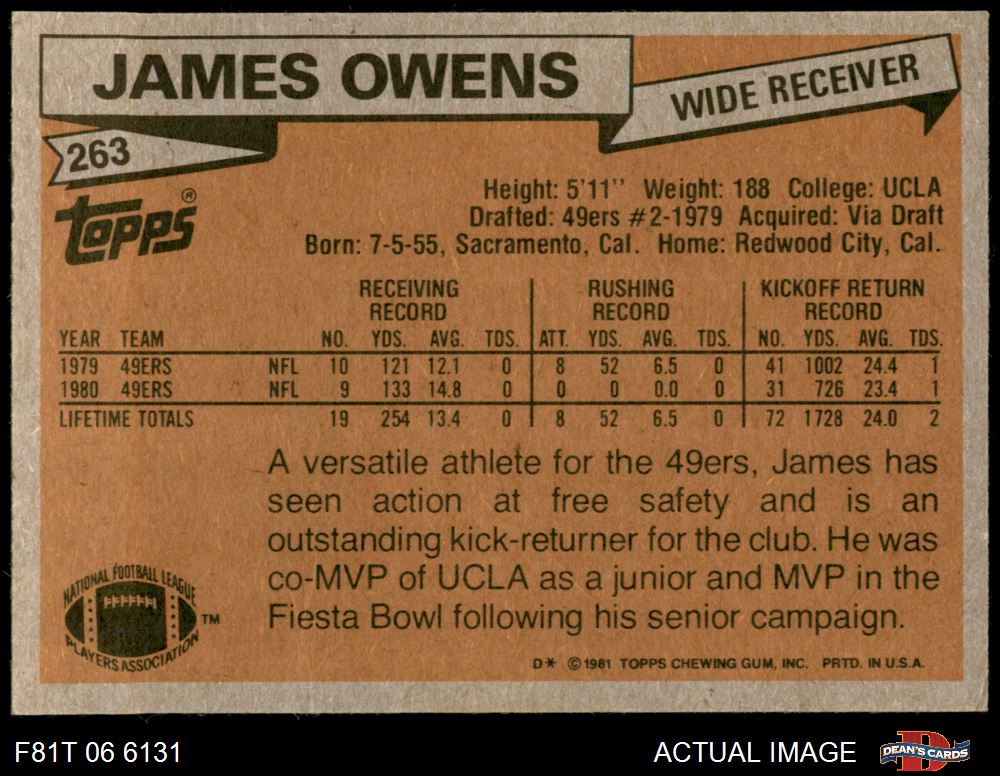 JAMES OWENS
WIDE RECEIVER
263
Topps®
Height: 5'11'' Weight: 188 College: UCLA
Drafted: 49ers #2-1979 Acquired: Via Draft
Born: 7-5-55, Sacramento, Cal. Home: Redwood City, Cal.
RECEIVING RECORD RUSHING RECORD KICKOFF RETURN RECORD
YEAR TEAM NO. YDS. AVG. TDS. ATT. YDS. AVG. TDS. NO. YDS. AVG. TDS.
1979 49ERS NFL 10 121 12.1 0 8 52 6.5 0 41 1002 24.4 1
1980 49ERS NFL 9 133 14.8 0 0 0 0.0 0 31 726 23.4 1
LIFETIME TOTALS 19 254 13.4 0 8 52 6.5 0 72 1728 24.0 2
A versatile athlete for the 49ers, James has
seen action at free safety and is an
outstanding kick-returner for the club. He was
co-MVP of UCLA as a junior and MVP in the
Fiesta Bowl following his senior campaign.
NATIONAL FOOTBALL LEAGUE
PLAYERS ASSOCIATION
TM
D* ©1981 TOPPS CHEWING GUM, INC. PRTD. IN U.S.A.
F81T 06 6131
ACTUAL IMAGE
D
DEAN'S CARDS